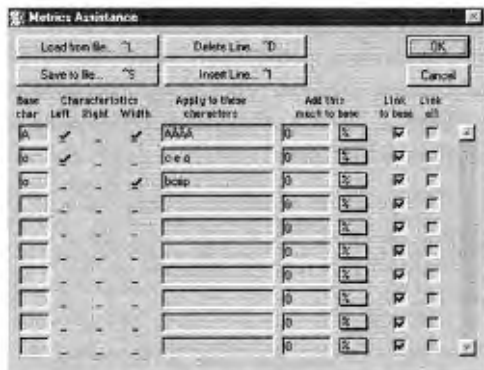 Metrics Assistance
Load from file... ^L Delete Line... ^D OK
Save to file... ^S Insert Line... ^I Cancel
Base char Characteristics Left Right Width Apply to these characters Add this much to base Link to base Link all
A 0 %
o c e q 0 %
o 0 %
0 %
0 %
0 %
0 %
0 %
0 %
0 %